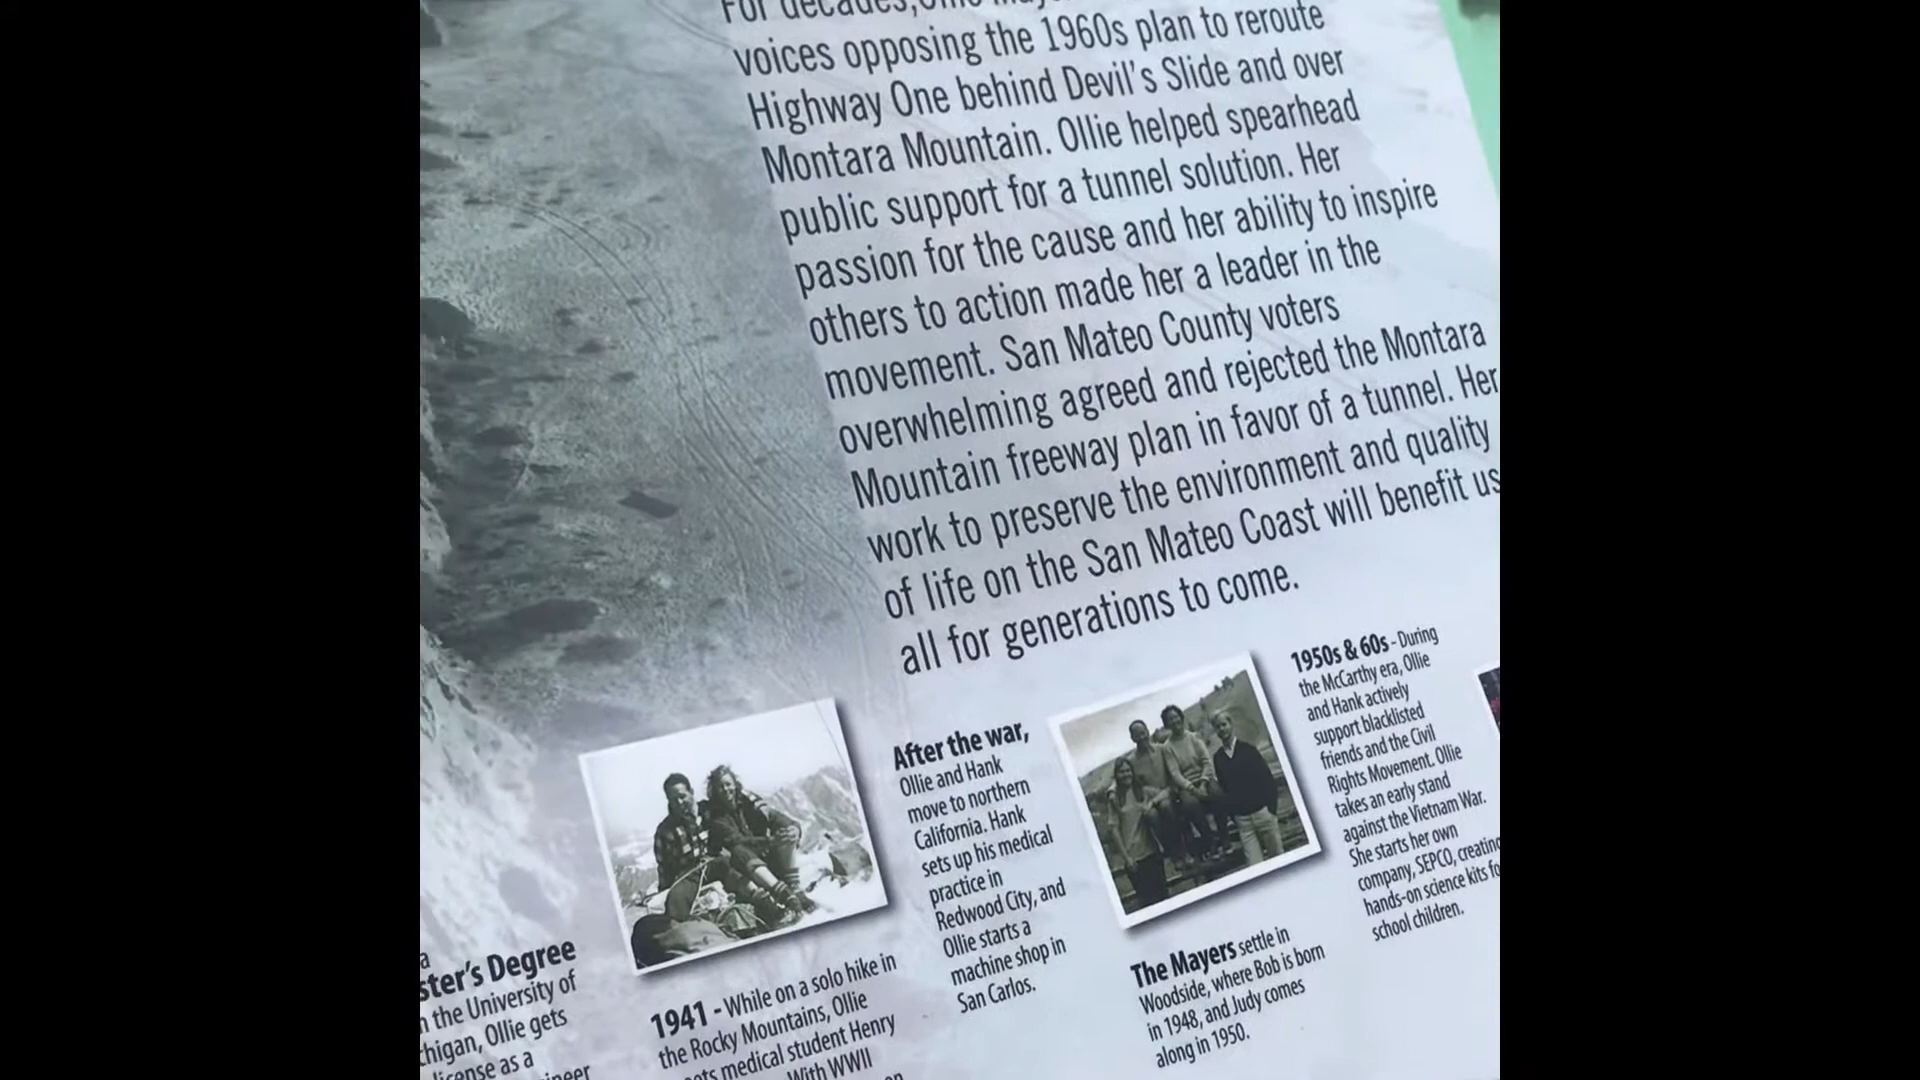 For decades,
voices opposing the 1960s plan to reroute
Highway One behind Devil's Slide and over
Montara Mountain. Ollie helped spearhead
public support for a tunnel solution. Her
passion for the cause and her ability to inspire
others to action made her a leader in the
movement. San Mateo County voters
overwhelming agreed and rejected the Montara
Mountain freeway plan in favor of a tunnel. Her
work to preserve the environment and quality
of life on the San Mateo Coast will benefit us
all for generations to come.
a
ster's Degree
the University of
chigan, Ollie gets
license as a
1941 - While on a solo hike in
the Rocky Mountains, Ollie
medical student Henry
With WWII
After the war,
Ollie and Hank
move to northern
California. Hank
sets up his medical
practice in
Redwood City, and
Ollie starts a
machine shop in
San Carlos.
The Mayers settle in
Woodside, where Bob is born
in 1948, and Judy comes
along in 1950.
1950s & 60s - During
the McCarthy era, Ollie
and Hank actively
support blacklisted
friends and the Civil
Rights Movement. Ollie
takes an early stand
against the Vietnam War.
She starts her own
company, SEPCO, creating
hands-on science kits fo
school children.